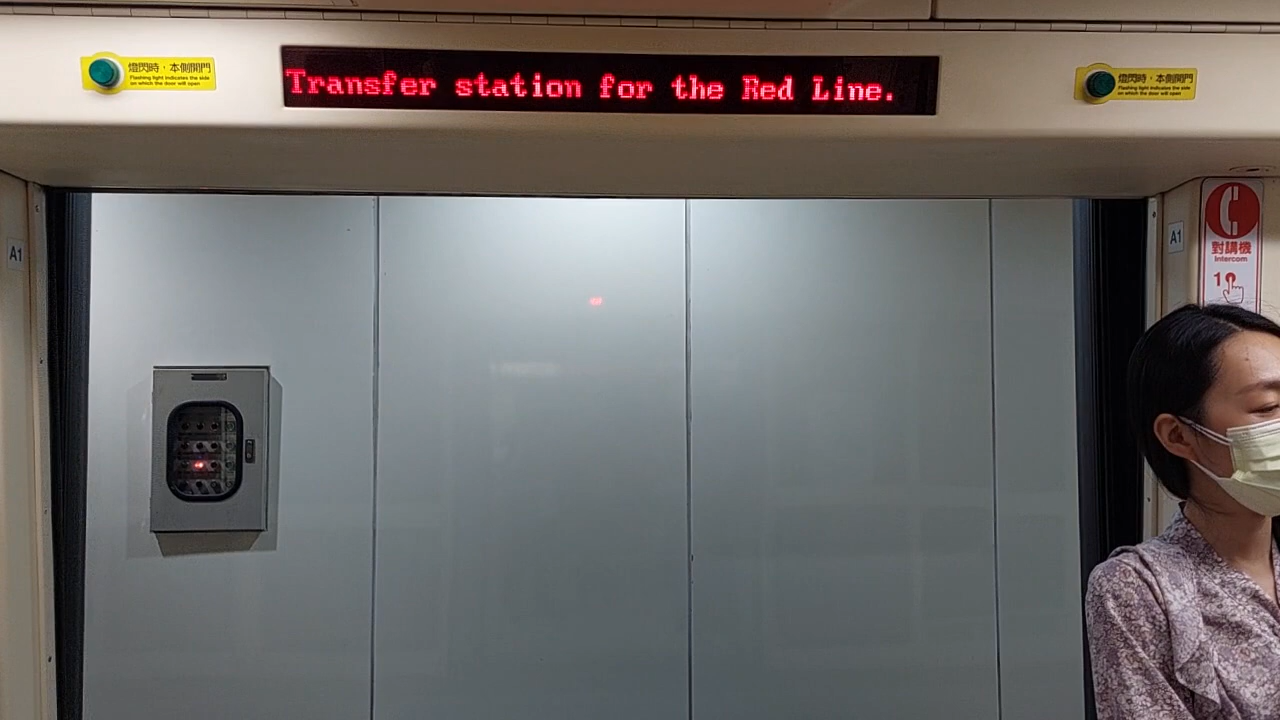 燈閃時，本側開門
Flashing light indicates the side
on which the door will open
Transfer station for the Red Line.
燈閃時，本側開門
Flashing light indicates the side
on which the door will open
A1
A1
對講機
Intercom
1